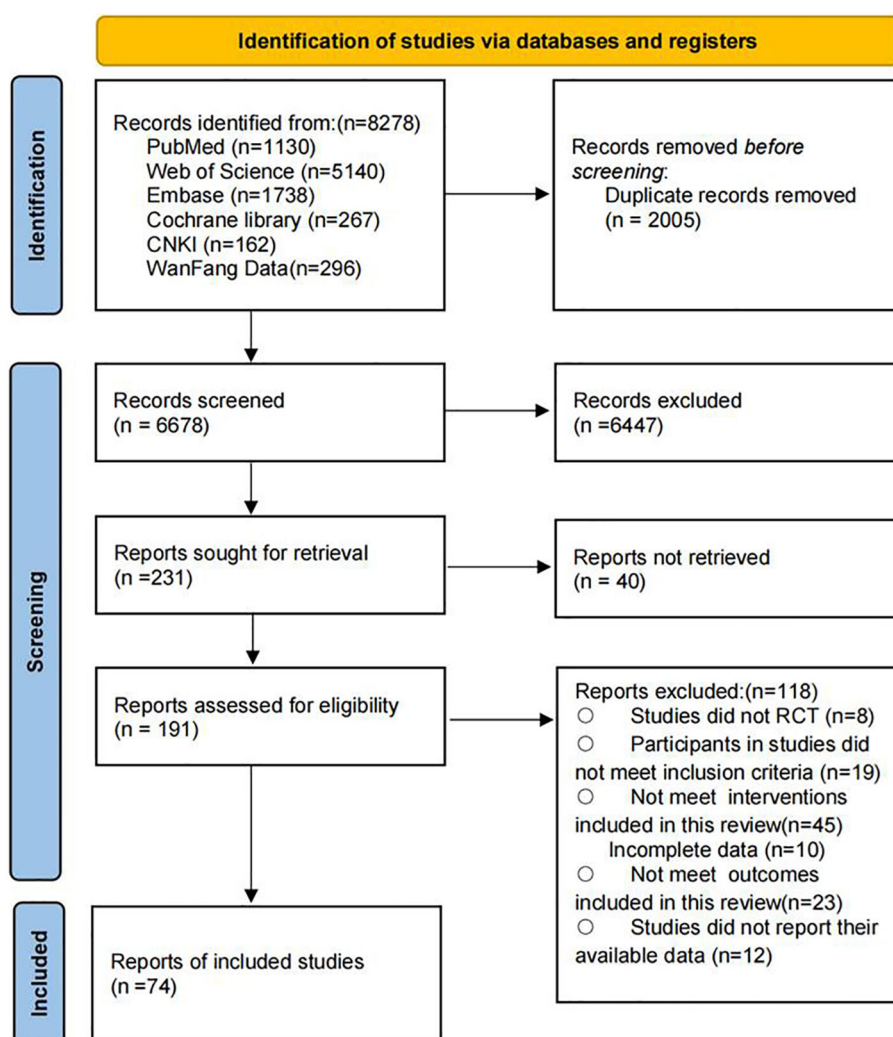 Identification of studies via databases and registers
Identification
Records identified from:(n=8278)
PubMed (n=1130)
Web of Science (n=5140)
Embase (n=1738)
Cochrane library (n=267)
CNKI (n=162)
WanFang Data(n=296)
Records removed before
screening:
Duplicate records removed
(n = 2005)
Screening
Records screened
(n = 6678)
Records excluded
(n =6447)
Reports sought for retrieval
(n =231)
Reports not retrieved
(n = 40)
Reports assessed for eligibility
(n = 191)
Reports excluded:(n=118)
○ Studies did not RCT (n=8)
○ Participants in studies did
not meet inclusion criteria (n=19)
○ Not meet interventions
included in this review(n=45)
Incomplete data (n=10)
○ Not meet outcomes
included in this review(n=23)
○ Studies did not report their
available data (n=12)
Included
Reports of included studies
(n =74)